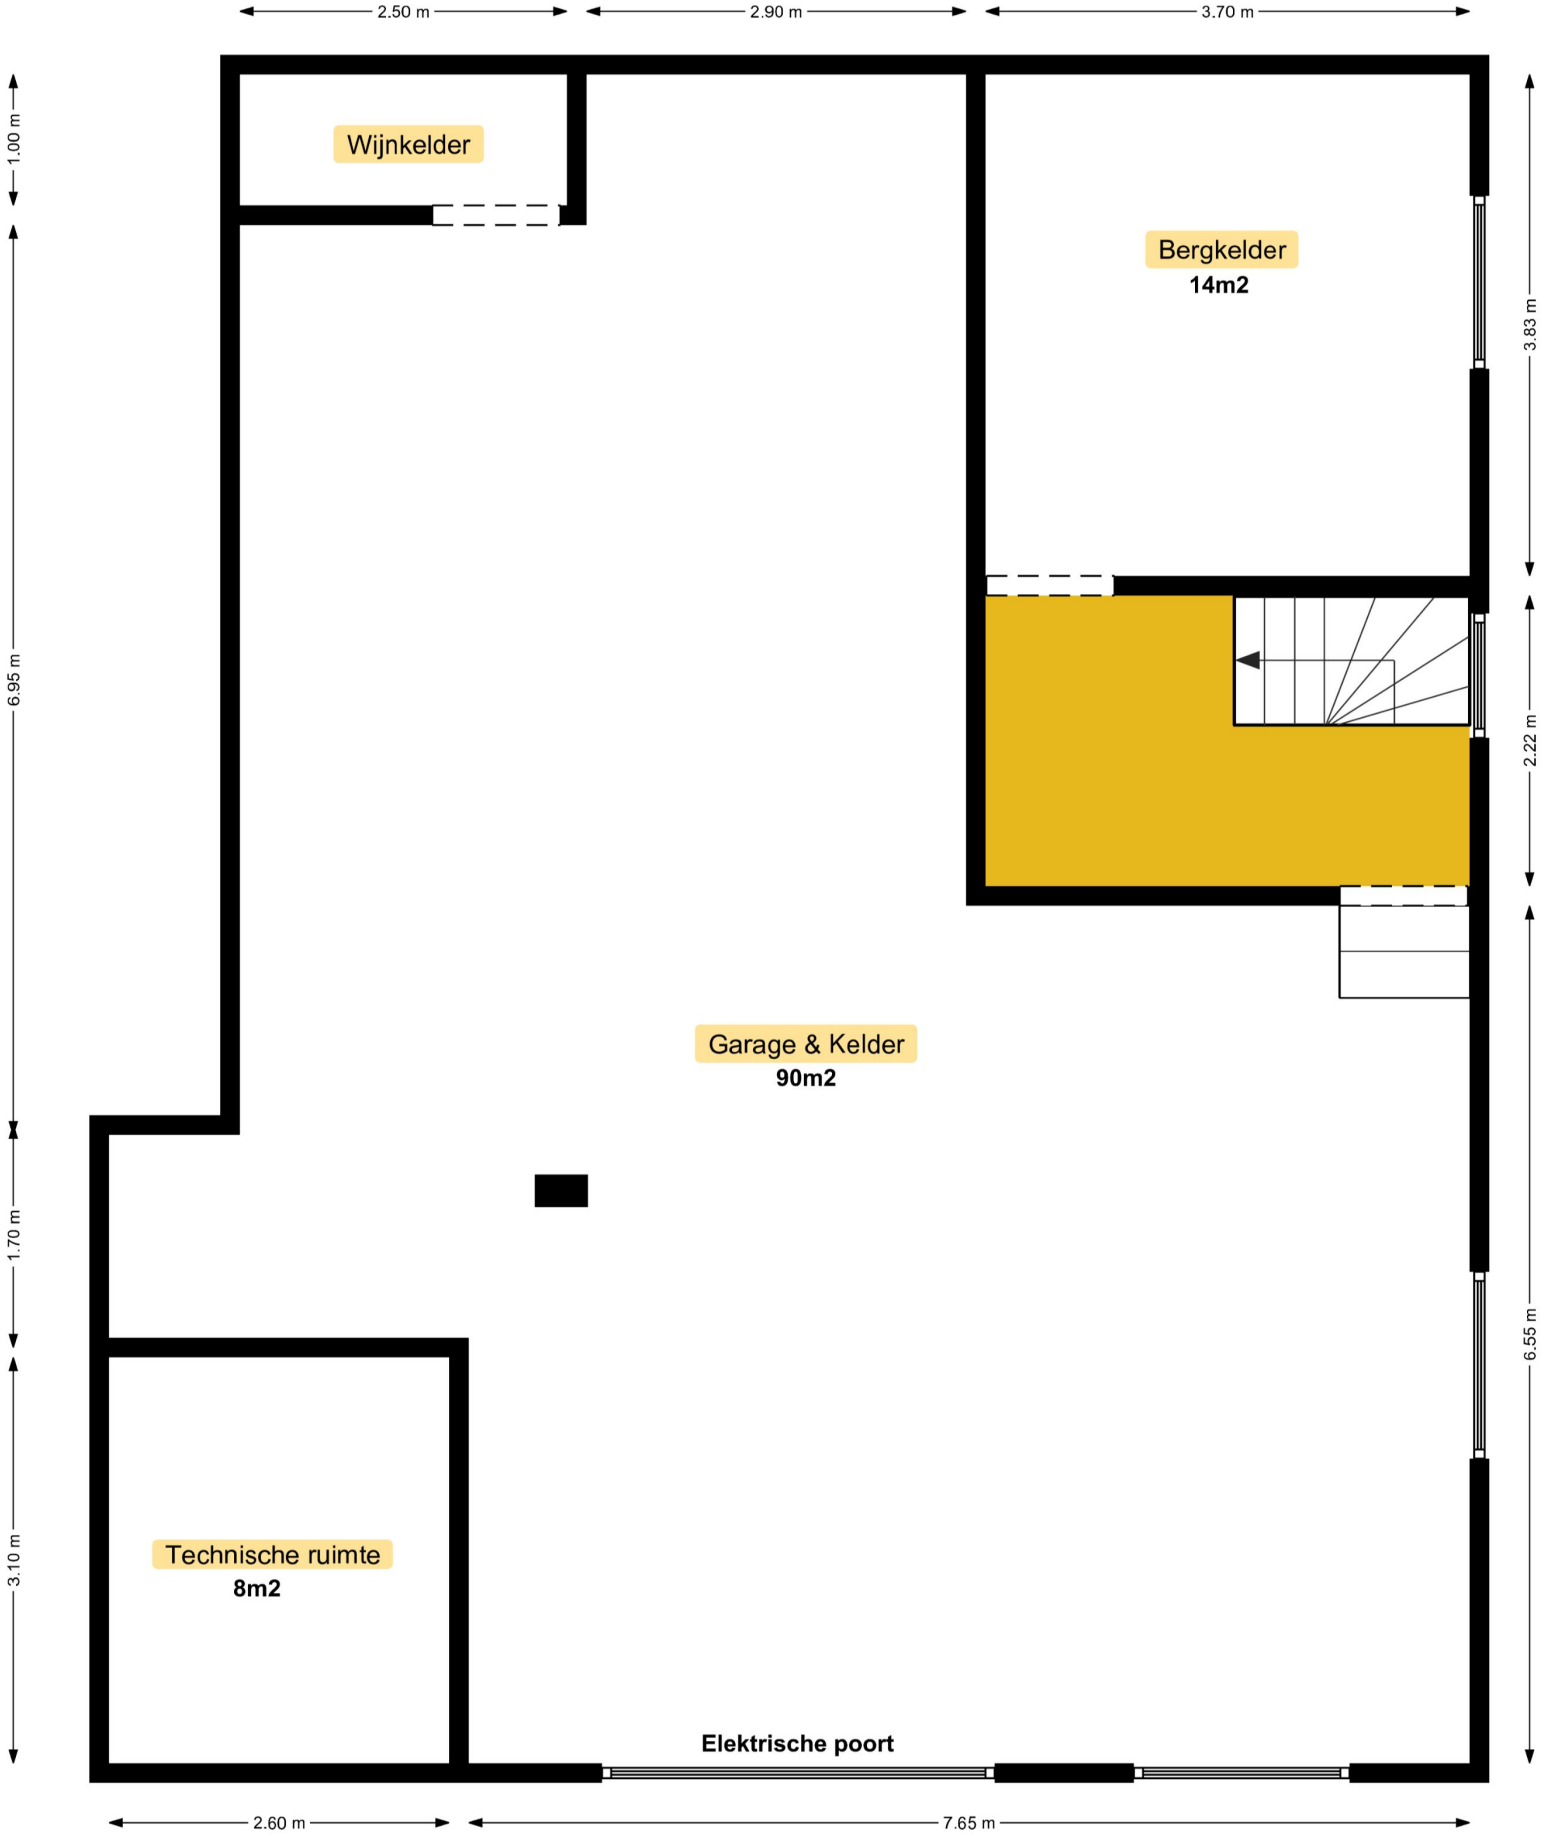 2.50 m
2.90 m
3.70 m
1.00 m
Wijnkelder
Bergkelder
14m2
3.83 m
6.95 m
2.22 m
Garage & Kelder
90m2
1.70 m
6.55 m
3.10 m
Technische ruimte
8m2
Elektrische poort
2.60 m
7.65 m